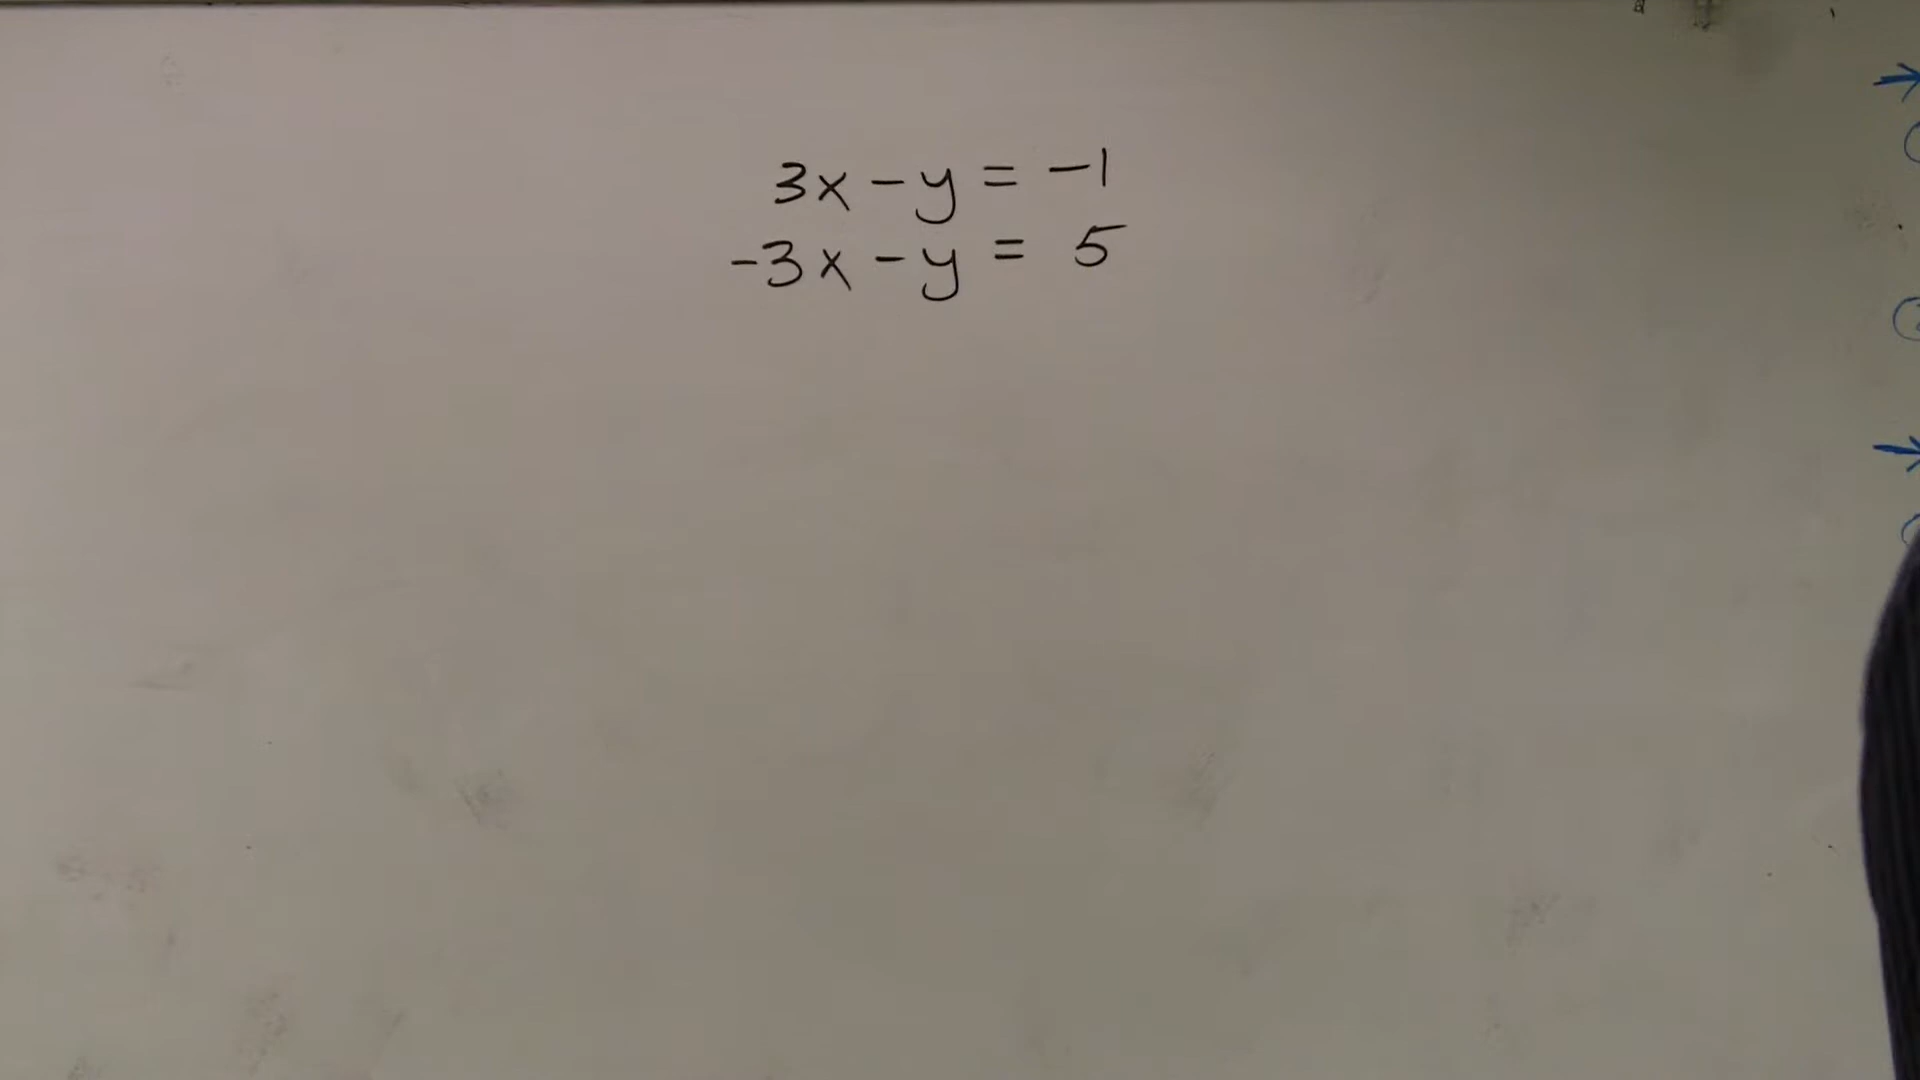 3x - y = -1
-3x - y = 5